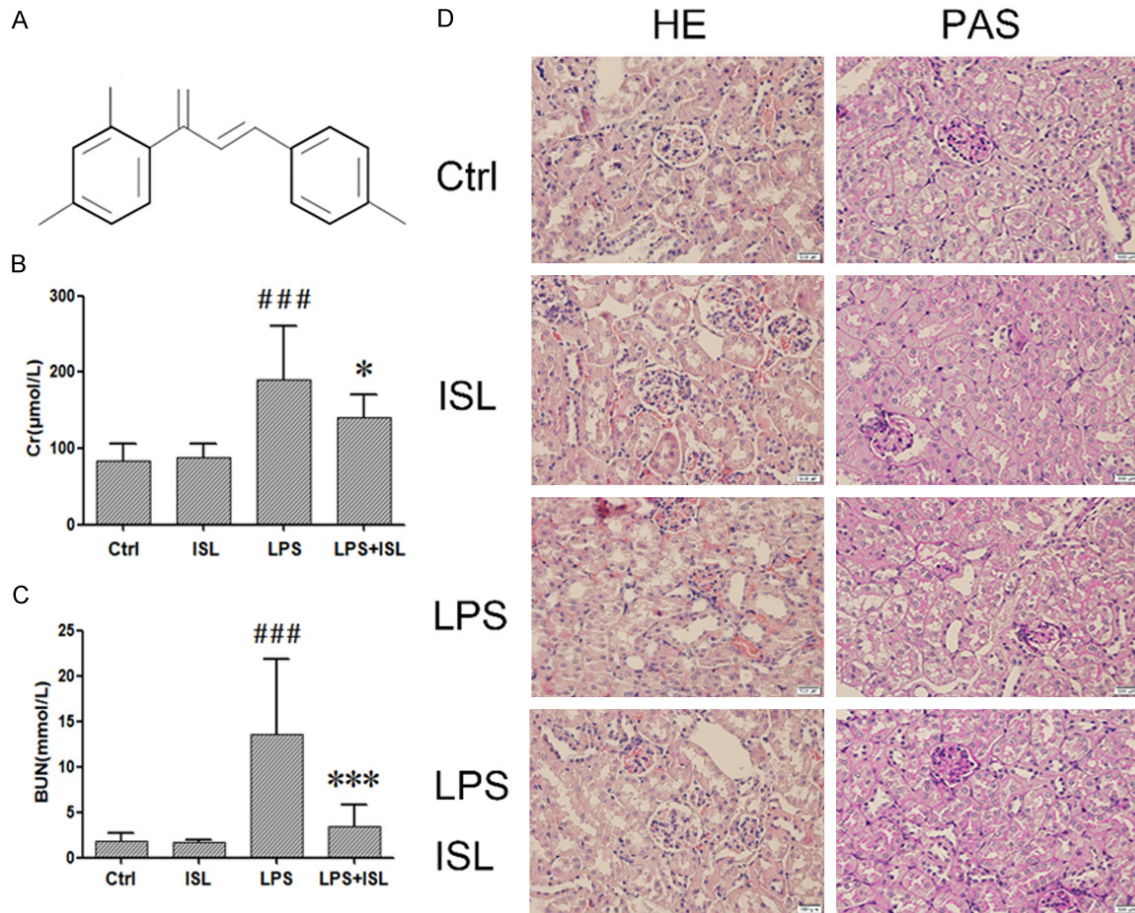 A
B
300
###
200
*
100
0
Cr(μmol/L)
Ctrl ISL LPS LPS+ISL
C
25
###
20
15
10
***
5
0
BUN(mmol/L)
Ctrl ISL LPS LPS+ISL
D
HE PAS
Ctrl
ISL
LPS
LPS
ISL